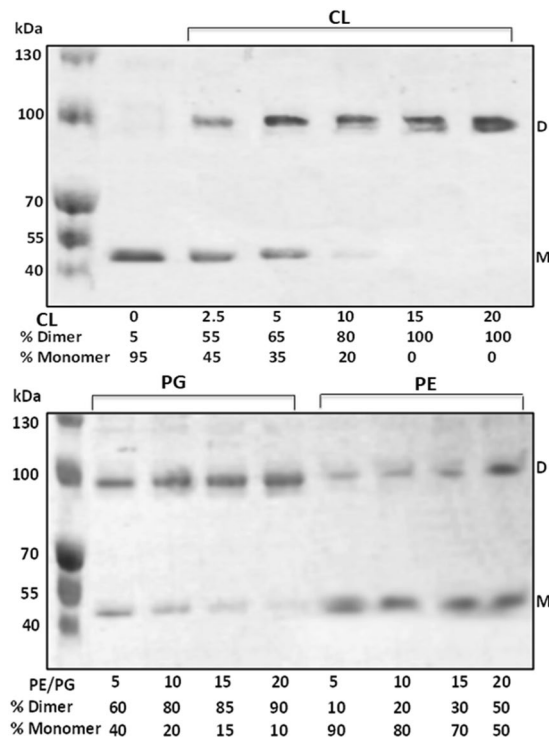 kDa
CL
130
100
D
70
55
40
M
CL 0 2.5 5 10 15 20
% Dimer 5 55 65 80 100 100
% Monomer 95 45 35 20 0 0
kDa
PG PE
130
100
D
70
55
M
40
PE/PG 5 10 15 20 5 10 15 20
% Dimer 60 80 85 90 10 20 30 50
% Monomer 40 20 15 10 90 80 70 50